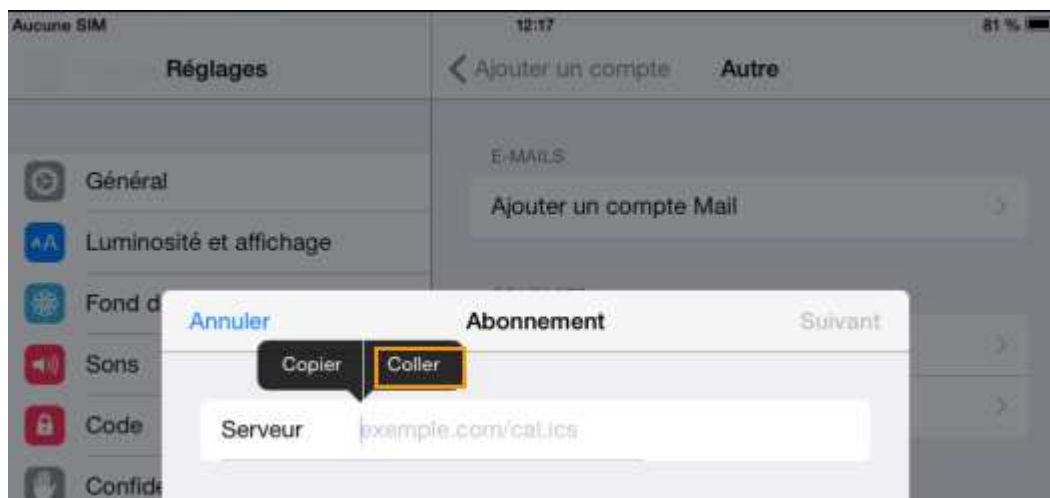 Aucune SIM 12:17 81 %
Réglages
Ajouter un compte Autre
E-MAILS
Général
Ajouter un compte Mail
Luminosité et affichage
Fond d
Annuler Abonnement Suivant
Copier Coller
Sons
Code
Serveur exemple.com/cal.ics
Confide